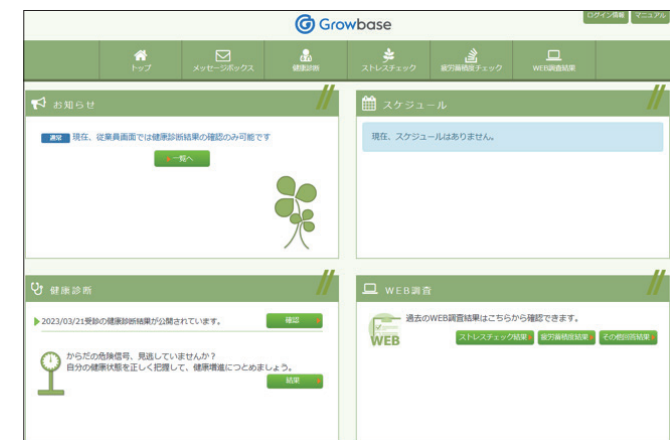 Growbase
ログイン情報 マニュアル
トップ メッセージボックス 健康診断 ストレスチェック 疲労蓄積度チェック WEB調査結果
お知らせ
通常 現在、従業員画面では健康診断結果の確認のみ可能です
一覧へ
スケジュール
現在、スケジュールはありません。
健康診断
2023/03/21受診の健康診断結果が公開されています。 確認
からだの危険信号、見逃していませんか?
自分の健康状態を正しく把握して、健康増進につとめましょう。
結果
WEB調査
WEB
過去のWEB調査結果はこちらから確認できます。
ストレスチェック結果 疲労蓄積度結果 その他回答結果